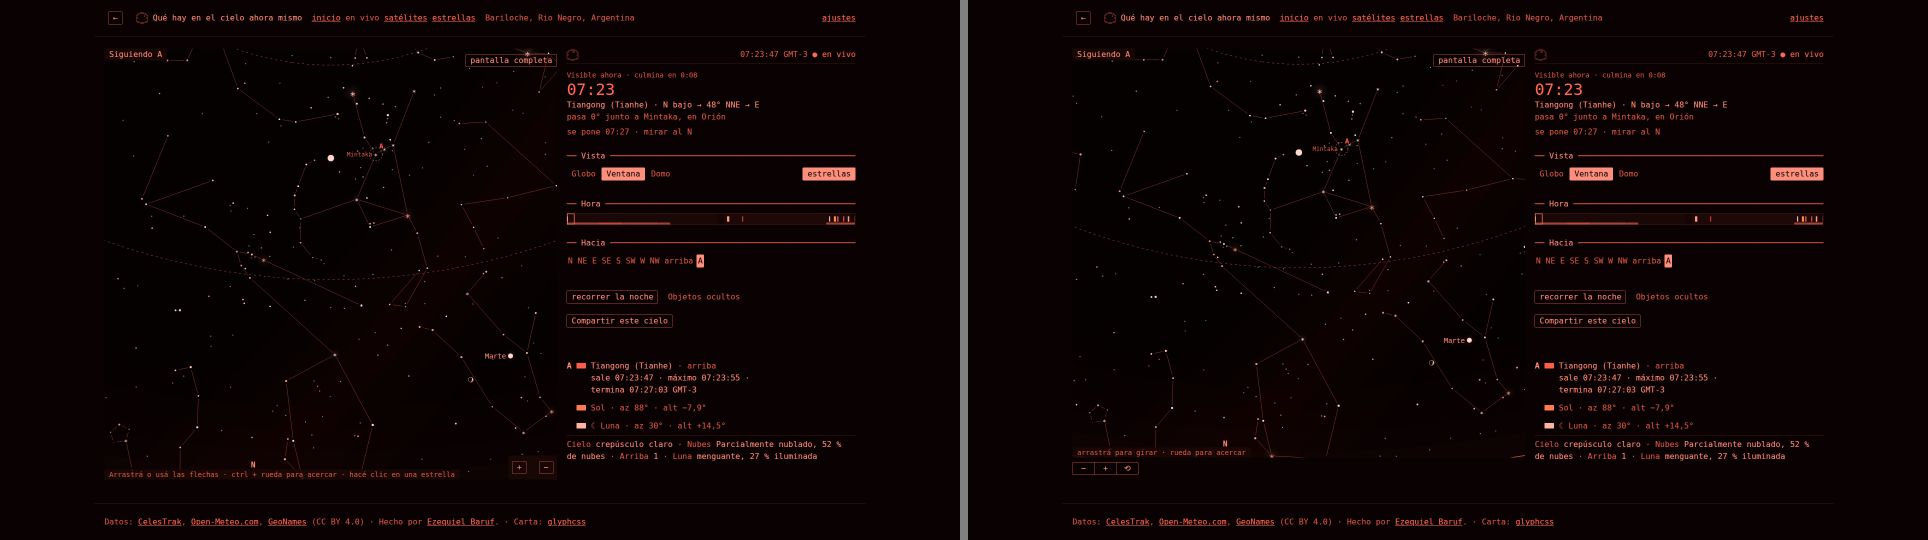 ← Qué hay en el cielo ahora mismo inicio en vivo satélites estrellas Bariloche, Rio Negro, Argentina ajustes
Siguiendo A
pantalla completa
Mintaka
A
Marte
N
Arrastrá o usá las flechas · ctrl + rueda para acercar · hacé clic en una estrella
+ −
07:23:47 GMT-3 ● en vivo
Visible ahora · culmina en 0:08
07:23
Tiangong (Tianhe) · N bajo → 48° NNE → E
pasa 0° junto a Mintaka, en Orión
se pone 07:27 · mirar al N
Vista
Globo Ventana Domo estrellas
Hora
Hacia
N NE E SE S SW W NW arriba A
recorrer la noche Objetos ocultos
Compartir este cielo
A Tiangong (Tianhe) · arriba
sale 07:23:47 · máximo 07:23:55 ·
termina 07:27:03 GMT-3
Sol · az 88° · alt −7,9°
☾ Luna · az 30° · alt +14,5°
Cielo crepúsculo claro · Nubes Parcialmente nublado, 52 %
de nubes · Arriba 1 · Luna menguante, 27 % iluminada
Datos: CelesTrak, Open-Meteo.com, GeoNames (CC BY 4.0) · Hecho por Ezequiel Baruf. · Carta: glyphcss
← Qué hay en el cielo ahora mismo inicio en vivo satélites estrellas Bariloche, Rio Negro, Argentina ajustes
Siguiendo A
pantalla completa
Mintaka
A
Marte
N
arrastrá para girar · rueda para acercar
− + ⟲
07:23:47 GMT-3 ● en vivo
Visible ahora · culmina en 0:08
07:23
Tiangong (Tianhe) · N bajo → 48° NNE → E
pasa 0° junto a Mintaka, en Orión
se pone 07:27 · mirar al N
Vista
Globo Ventana Domo estrellas
Hora
Hacia
N NE E SE S SW W NW arriba A
recorrer la noche Objetos ocultos
Compartir este cielo
A Tiangong (Tianhe) · arriba
sale 07:23:47 · máximo 07:23:55 ·
termina 07:27:03 GMT-3
Sol · az 88° · alt −7,9°
☾ Luna · az 30° · alt +14,5°
Cielo crepúsculo claro · Nubes Parcialmente nublado, 52 %
de nubes · Arriba 1 · Luna menguante, 27 % iluminada
Datos: CelesTrak, Open-Meteo.com, GeoNames (CC BY 4.0) · Hecho por Ezequiel Baruf. · Carta: glyphcss